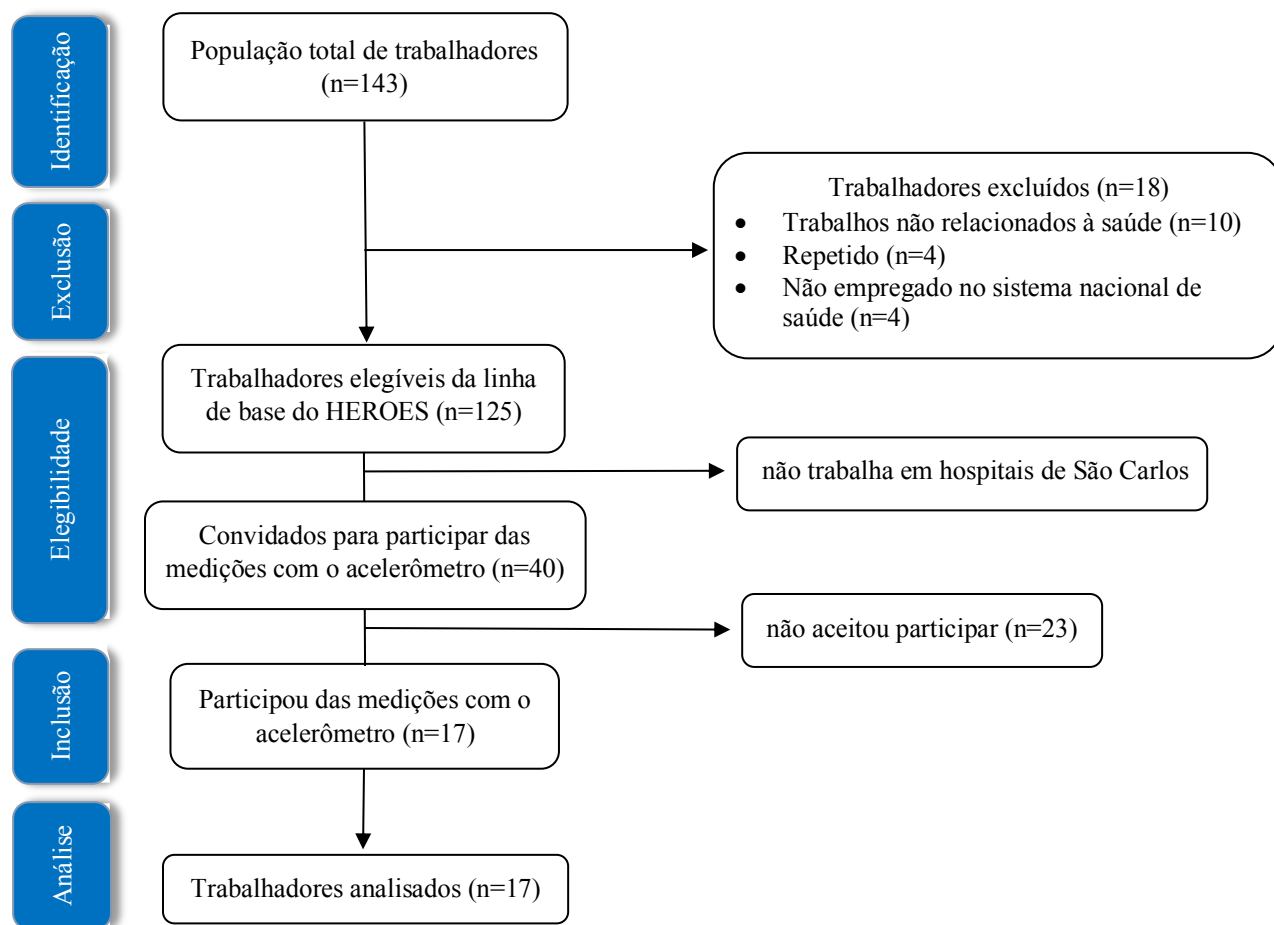 Identificação
População total de trabalhadores
(n=143)
Exclusão
Trabalhadores excluídos (n=18)
• Trabalhos não relacionados à saúde (n=10)
• Repetido (n=4)
• Não empregado no sistema nacional de
saúde (n=4)
Elegibilidade
Trabalhadores elegíveis da linha
de base do HEROES (n=125)
não trabalha em hospitais de São Carlos
Convidados para participar das
medições com o acelerômetro (n=40)
não aceitou participar (n=23)
Inclusão
Participou das medições com o
acelerômetro (n=17)
Análise
Trabalhadores analisados (n=17)